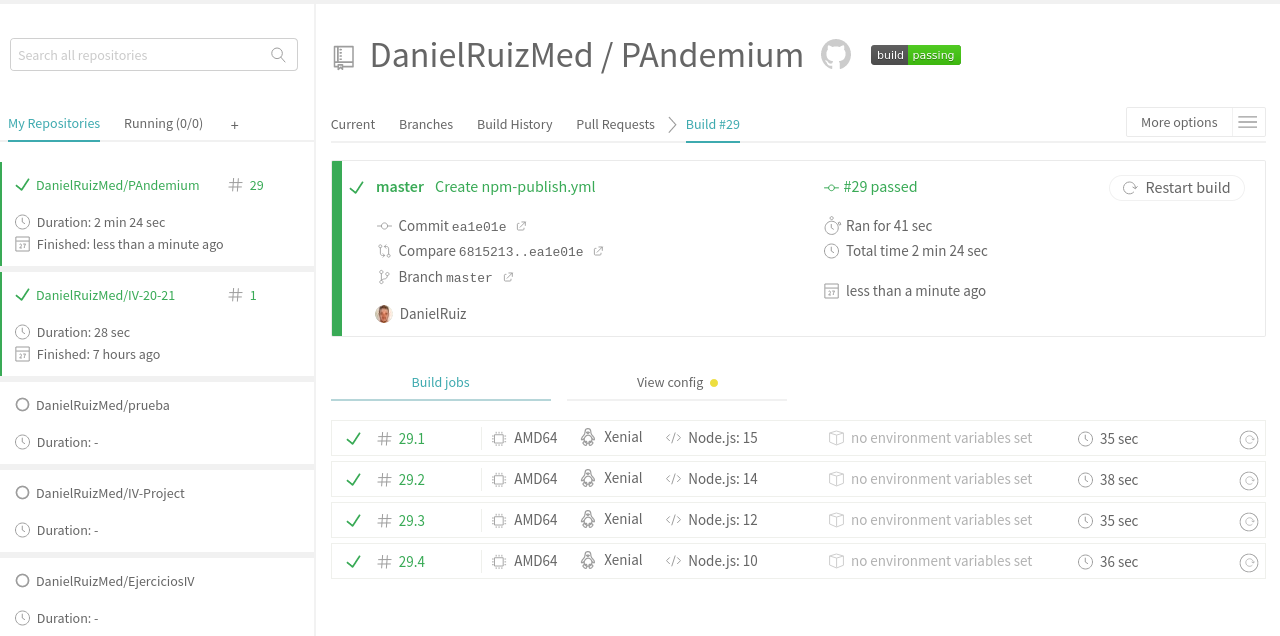 Search all repositories
My Repositories Running (0/0) +
DanielRuizMed/PAndemium # 29
Duration: 2 min 24 sec
Finished: less than a minute ago
DanielRuizMed/IV-20-21 # 1
Duration: 28 sec
Finished: 7 hours ago
DanielRuizMed/prueba
Duration: -
DanielRuizMed/IV-Project
Duration: -
DanielRuizMed/EjerciciosIV
Duration: -
DanielRuizMed / PAndemium build passing
Current Branches Build History Pull Requests Build #29
More options
master Create npm-publish.yml
Commit ea1e01e
Compare 6815213..ea1e01e
Branch master
DanielRuiz
#29 passed
Ran for 41 sec
Total time 2 min 24 sec
27 less than a minute ago
Restart build
Build jobs View config
# 29.1 AMD64 Xenial </> Node.js: 15 no environment variables set 35 sec
# 29.2 AMD64 Xenial </> Node.js: 14 no environment variables set 38 sec
# 29.3 AMD64 Xenial </> Node.js: 12 no environment variables set 35 sec
# 29.4 AMD64 Xenial </> Node.js: 10 no environment variables set 36 sec